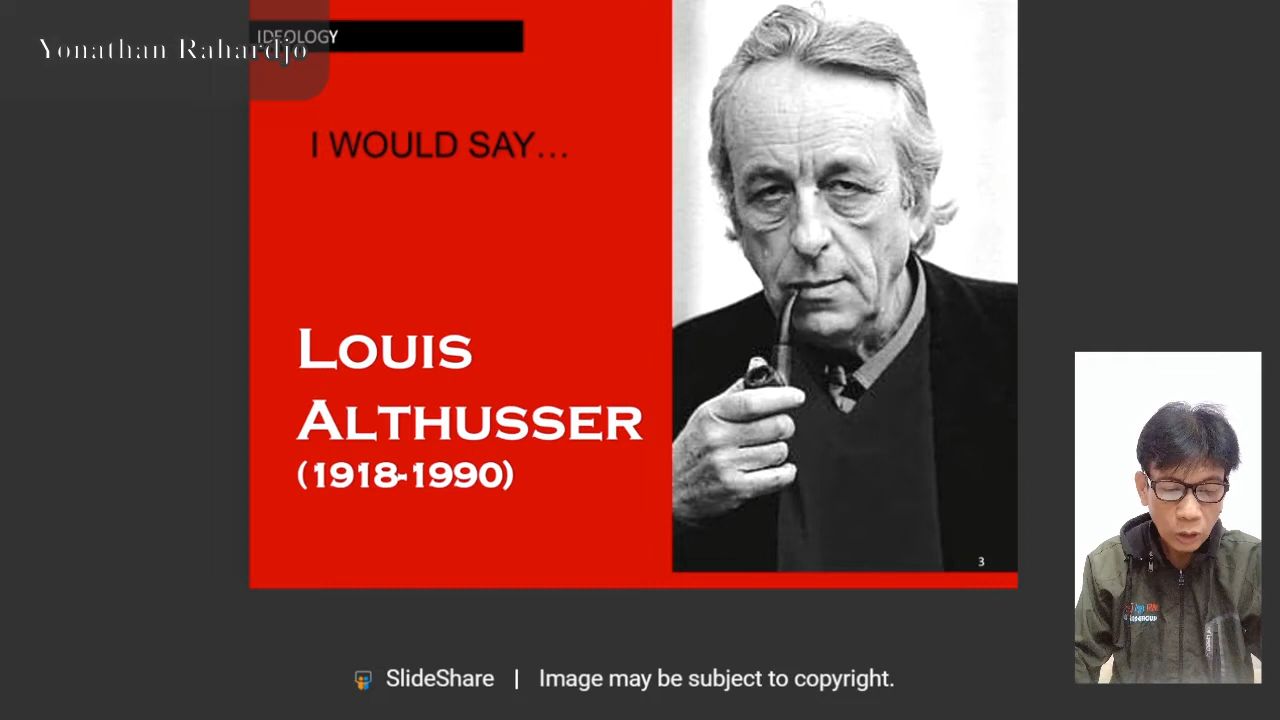 Yonathan Rahardjo
IDEOLOGY
I WOULD SAY...
LOUIS
ALTHUSSER
(1918-1990)
3
SlideShare | Image may be subject to copyright.